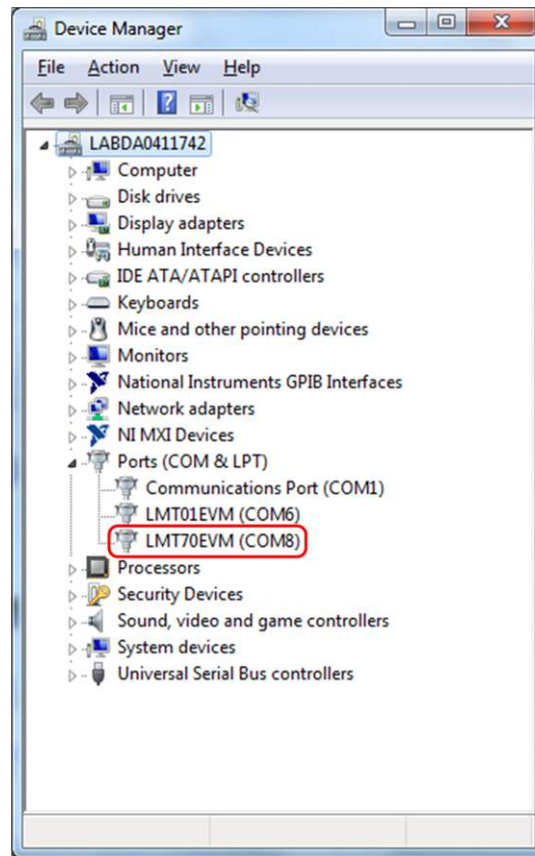 Device Manager
File Action View Help
LABDA0411742
Computer
Disk drives
Display adapters
Human Interface Devices
IDE ATA/ATAPI controllers
Keyboards
Mice and other pointing devices
Monitors
National Instruments GPIB Interfaces
Network adapters
NI MXI Devices
Ports (COM & LPT)
Communications Port (COM1)
LMT01EVM (COM6)
LMT70EVM (COM8)
Processors
Security Devices
Sound, video and game controllers
System devices
Universal Serial Bus controllers